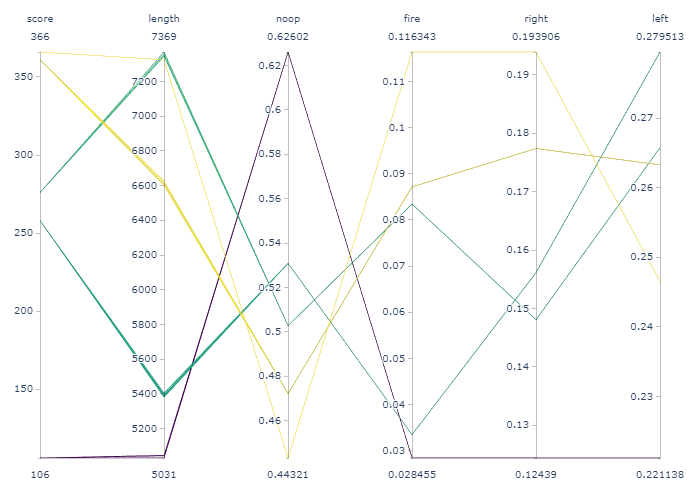 score length noop fire right left
366 7369 0.62602 0.116343 0.193906 0.279513
350 7200 0.62 0.11 0.19 0.27
300 7000 0.6 0.1 0.18 0.26
250 6800 0.58 0.09 0.17 0.25
200 6600 0.56 0.08 0.16 0.24
150 6400 0.54 0.07 0.15 0.23
6200 0.52 0.06 0.14
6000 0.5 0.05 0.13
5800 0.48 0.04
5600 0.46 0.03
5400
5200
106 5031 0.44321 0.028455 0.12439 0.221138